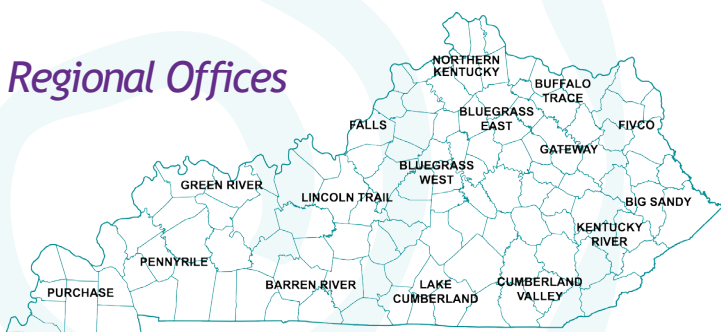 Regional Offices
NORTHERN
KENTUCKY
BUFFALO
TRACE
BLUEGRASS
EAST
FALLS
FIVCO
GATEWAY
BLUEGRASS
WEST
GREEN RIVER
LINCOLN TRAIL
BIG SANDY
KENTUCKY
RIVER
PENNYRILE
BARREN RIVER
LAKE
CUMBERLAND
CUMBERLAND
VALLEY
PURCHASE